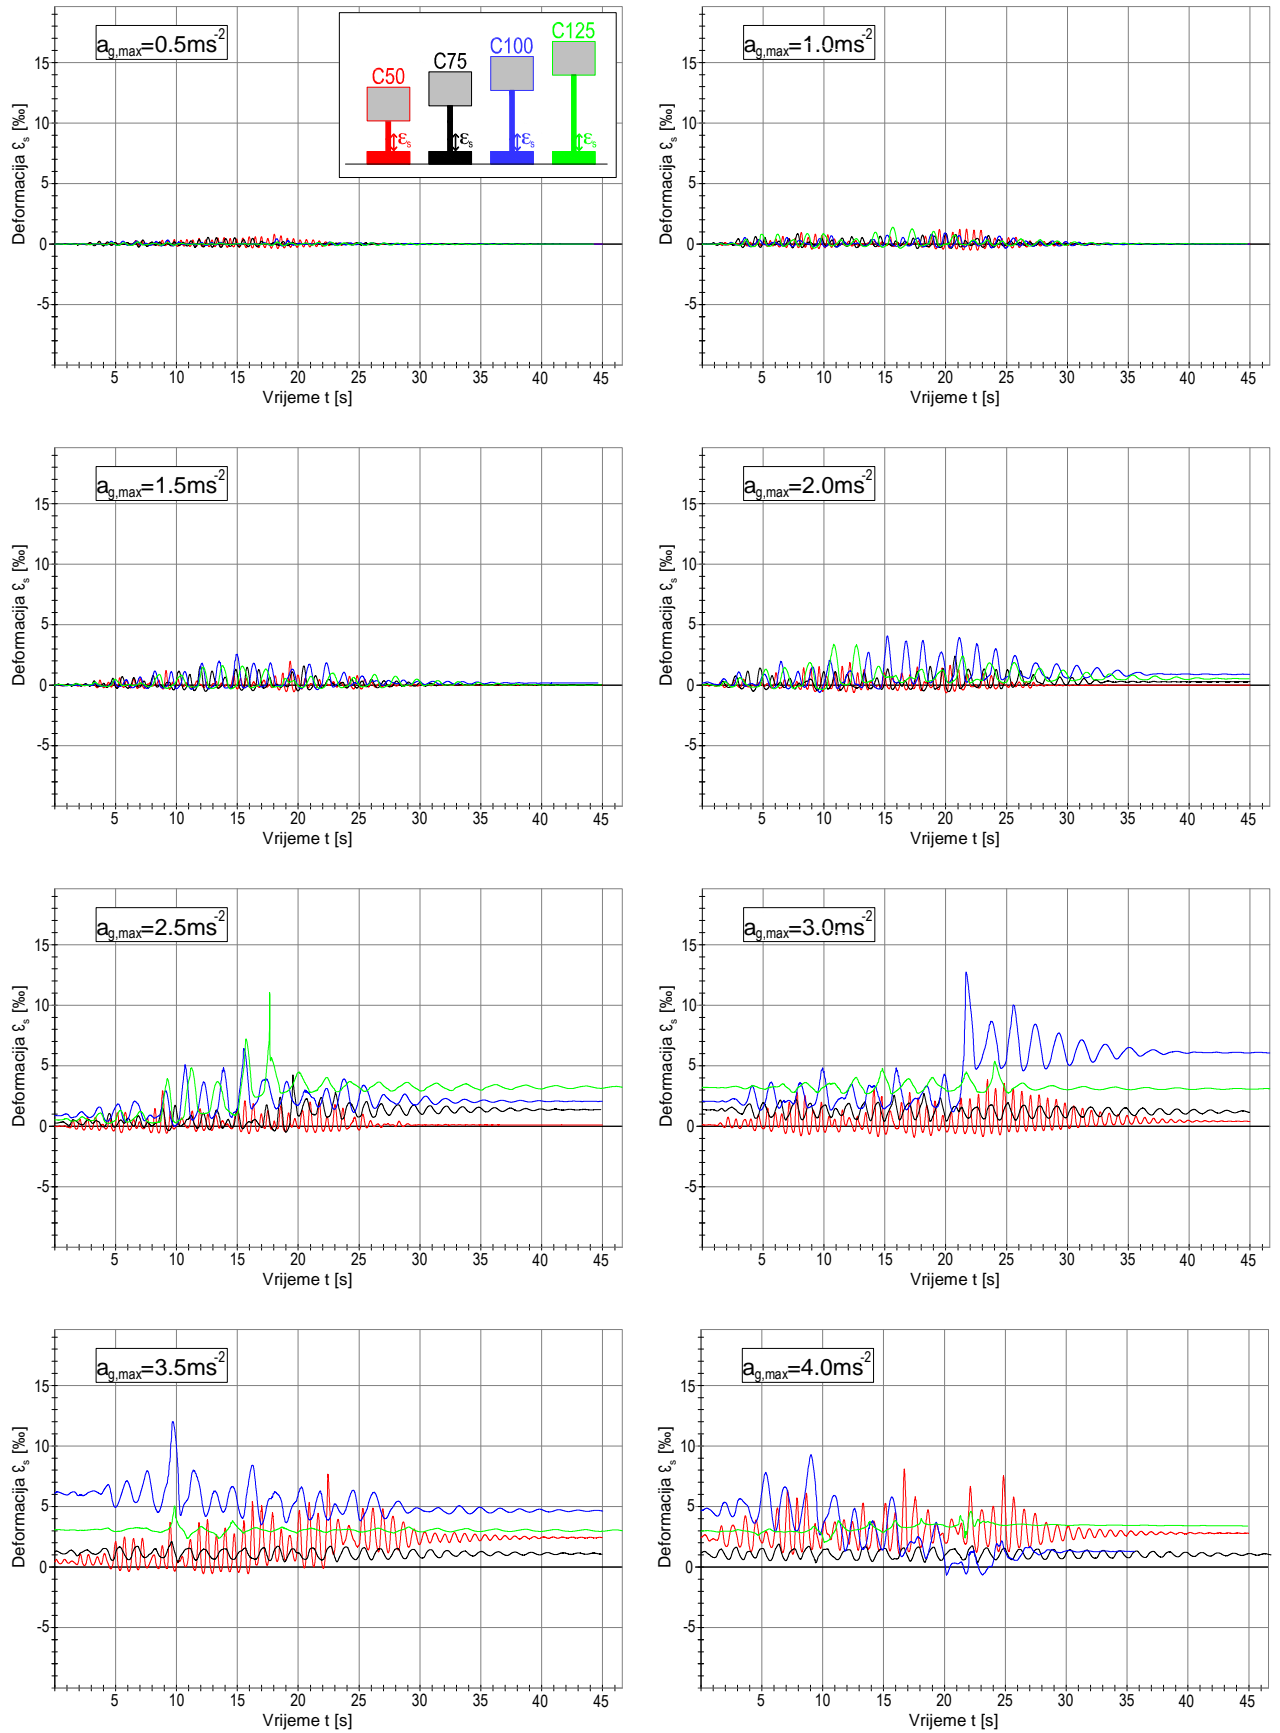 a_g,max=0.5ms^-2
C50
C75
C100
C125
ε_s
ε_s
ε_s
ε_s
Deformacija ε_s [‰]
15
10
5
0
-5
5 10 15 20 25 30 35 40 45
Vrijeme t [s]
a_g,max=1.0ms^-2
Deformacija ε_s [‰]
15
10
5
0
-5
5 10 15 20 25 30 35 40 45
Vrijeme t [s]
a_g,max=1.5ms^-2
Deformacija ε_s [‰]
15
10
5
0
-5
5 10 15 20 25 30 35 40 45
Vrijeme t [s]
a_g,max=2.0ms^-2
Deformacija ε_s [‰]
15
10
5
0
-5
5 10 15 20 25 30 35 40 45
Vrijeme t [s]
a_g,max=2.5ms^-2
Deformacija ε_s [‰]
15
10
5
0
-5
5 10 15 20 25 30 35 40 45
Vrijeme t [s]
a_g,max=3.0ms^-2
Deformacija ε_s [‰]
15
10
5
0
-5
5 10 15 20 25 30 35 40 45
Vrijeme t [s]
a_g,max=3.5ms^-2
Deformacija ε_s [‰]
15
10
5
0
-5
5 10 15 20 25 30 35 40 45
Vrijeme t [s]
a_g,max=4.0ms^-2
Deformacija ε_s [‰]
15
10
5
0
-5
5 10 15 20 25 30 35 40 45
Vrijeme t [s]